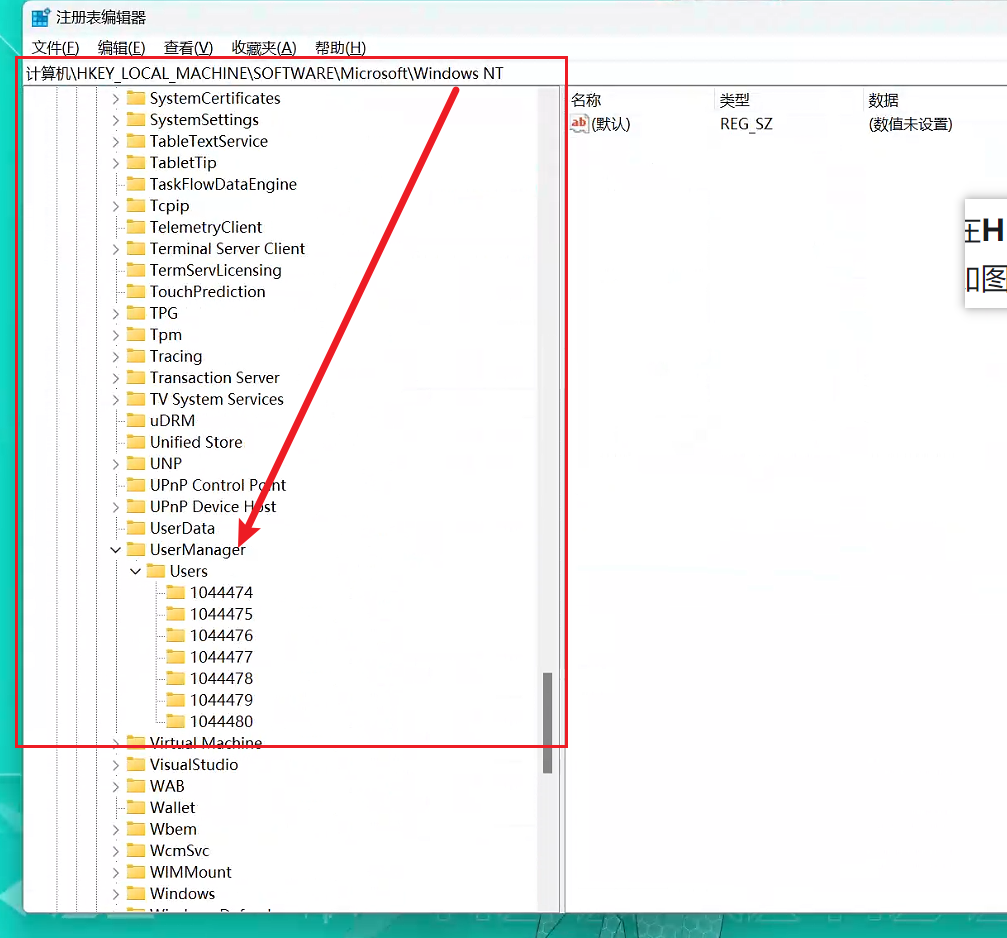 注册表编辑器
文件(F) 编辑(E) 查看(V) 收藏夹(A) 帮助(H)
计算机\HKEY_LOCAL_MACHINE\SOFTWARE\Microsoft\Windows NT
名称 类型 数据
ab (默认) REG_SZ (数值未设置)
SystemCertificates
SystemSettings
TableTextService
TabletTip
TaskFlowDataEngine
Tcpip
TelemetryClient
Terminal Server Client
TermServLicensing
TouchPrediction
TPG
Tpm
Tracing
Transaction Server
TV System Services
uDRM
Unified Store
UNP
UPnP Control Point
UPnP Device Host
UserData
UserManager
Users
1044474
1044475
1044476
1044477
1044478
1044479
1044480
Virtual Machine
VisualStudio
WAB
Wallet
Wbem
WcmSvc
WIMMount
Windows
在H
如图